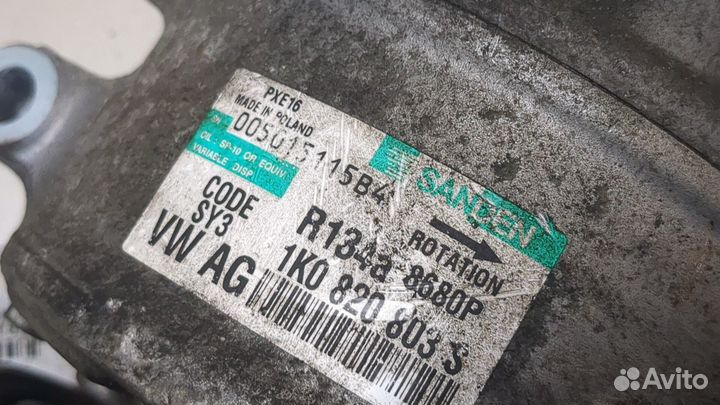 PXE16
MADE IN POLAND
SN 005015115B4
OIL : SP-10 OR EQUIV
VARIABLE DISP
SANDEN
CODE
SY3
R134a 8680P
ROTATION
VW AG
1K0 820 803 S
Avito